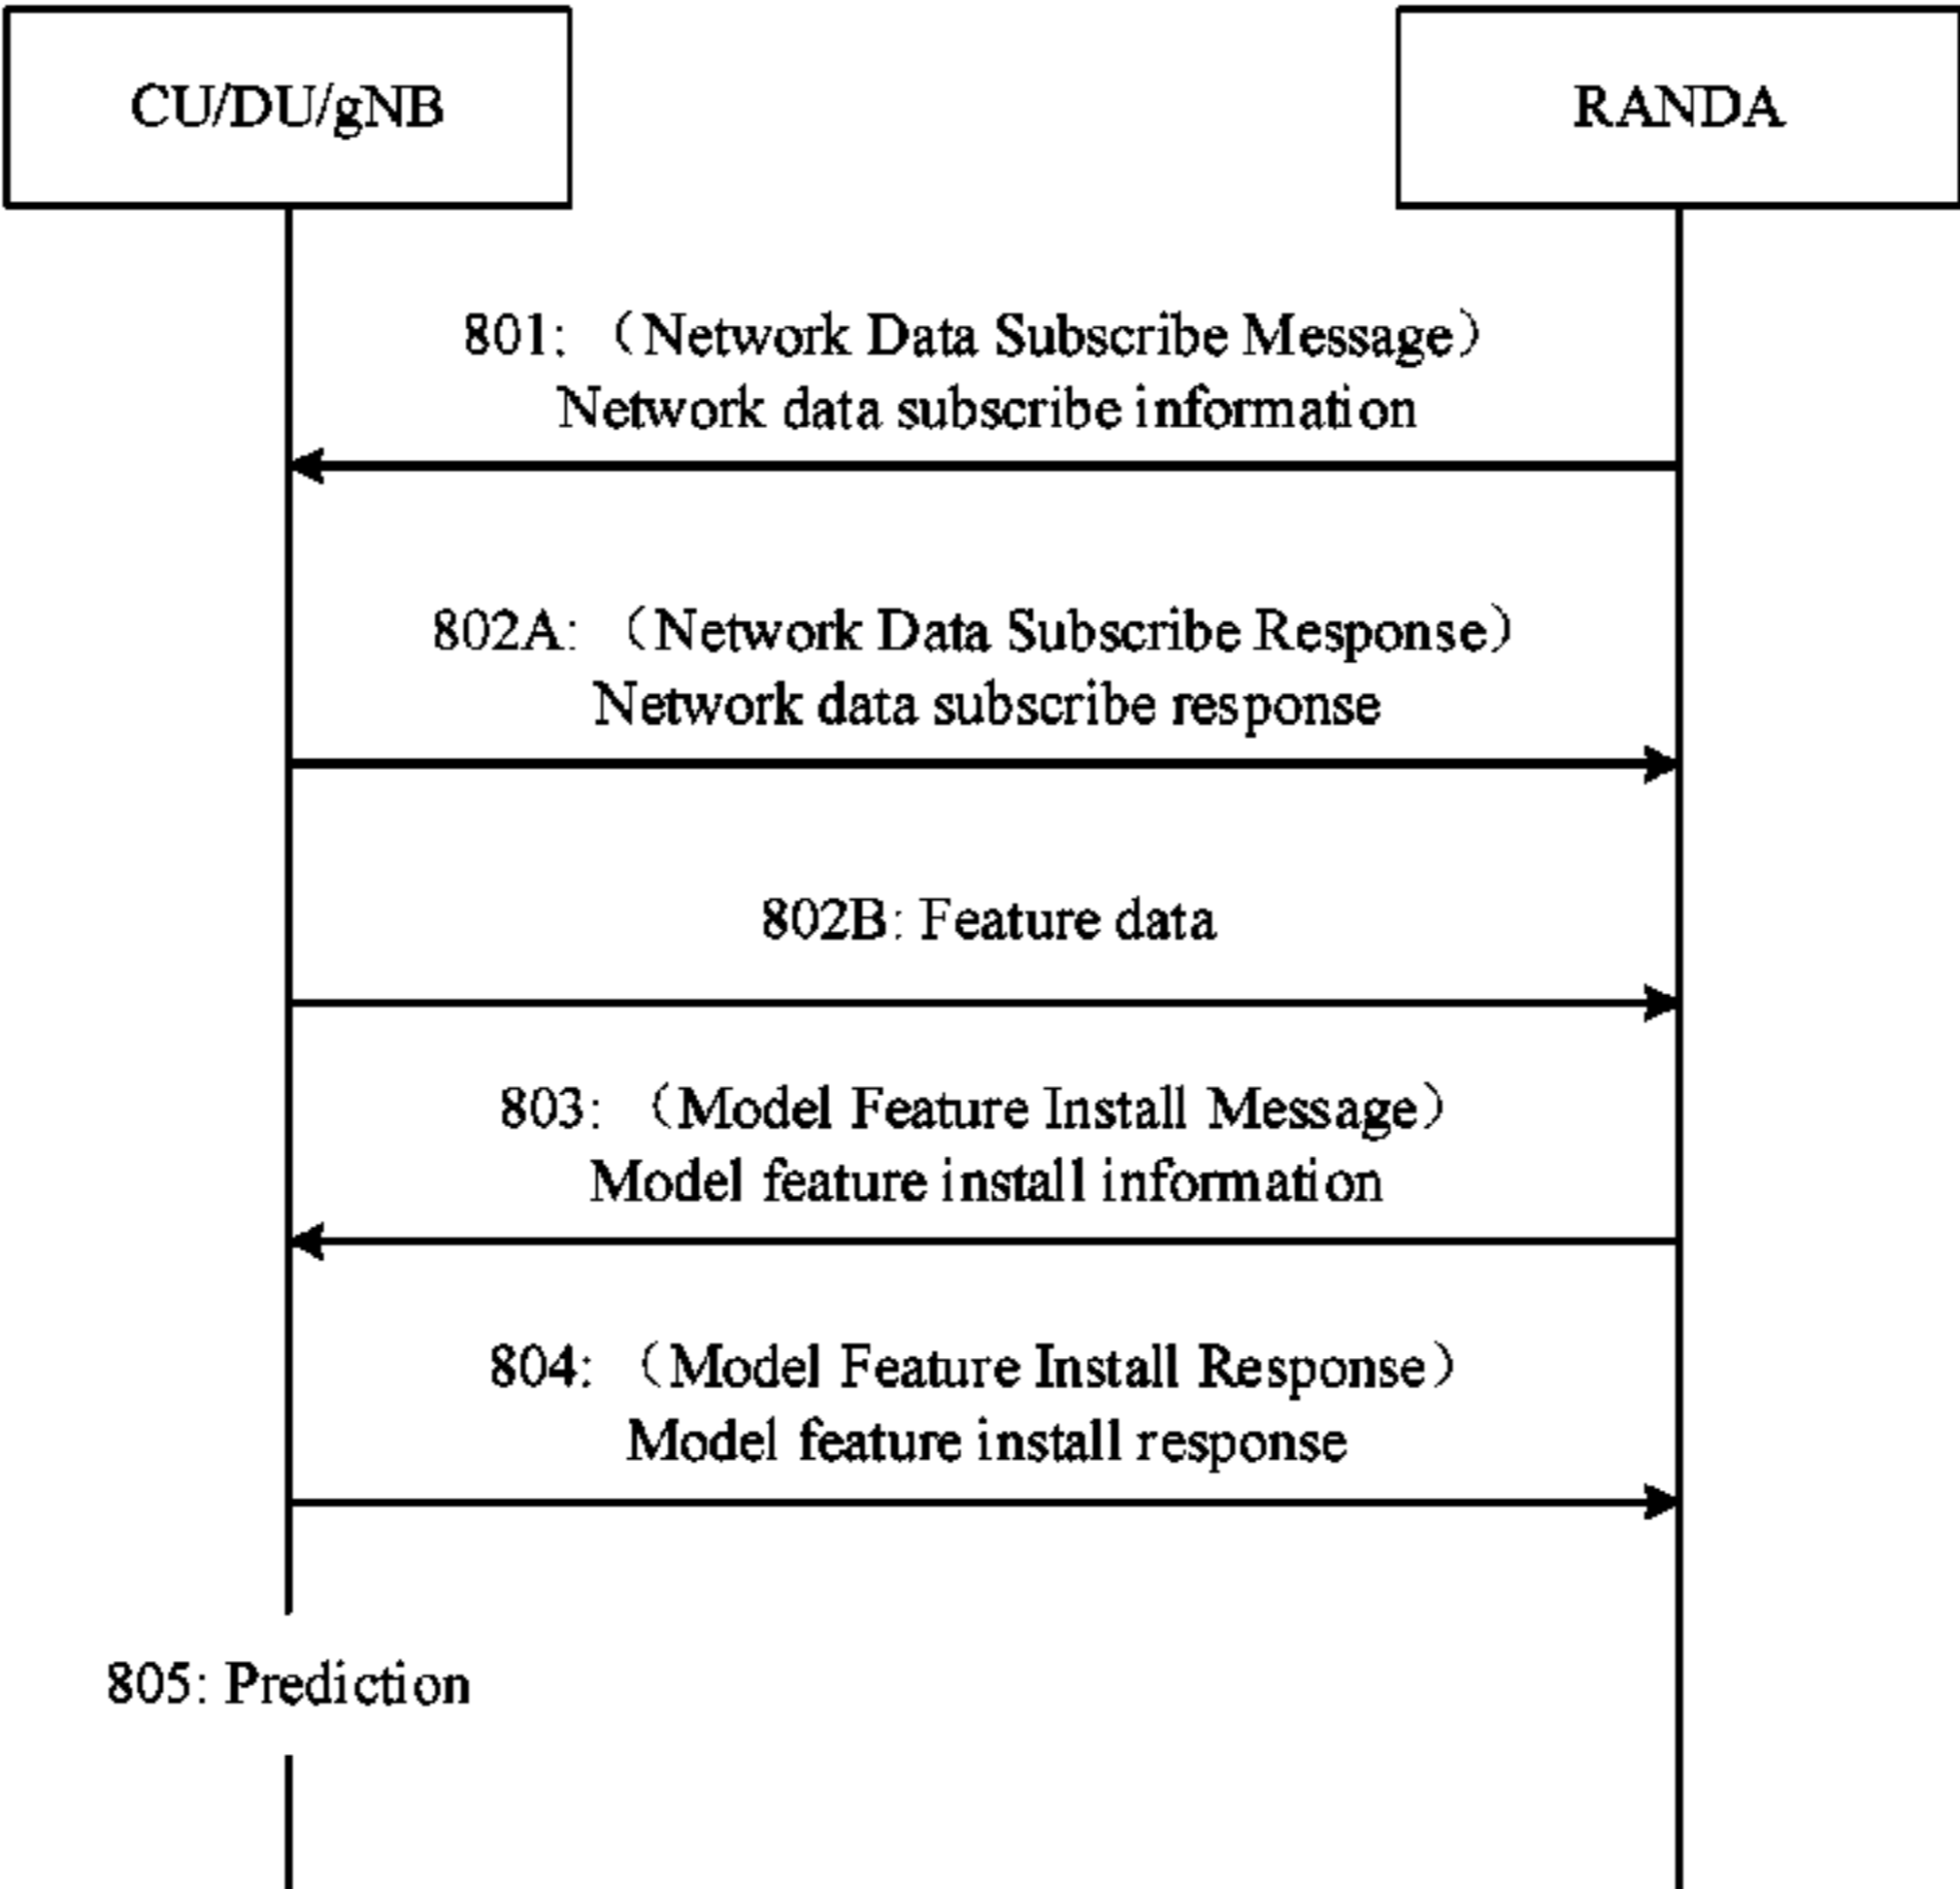 CU/DU/gNB
RANDA
801: （Network Data Subscribe Message）
Network data subscribe information
802A: （Network Data Subscribe Response）
Network data subscribe response
802B: Feature data
803: （Model Feature Install Message）
Model feature install information
804: （Model Feature Install Response）
Model feature install response
805: Prediction